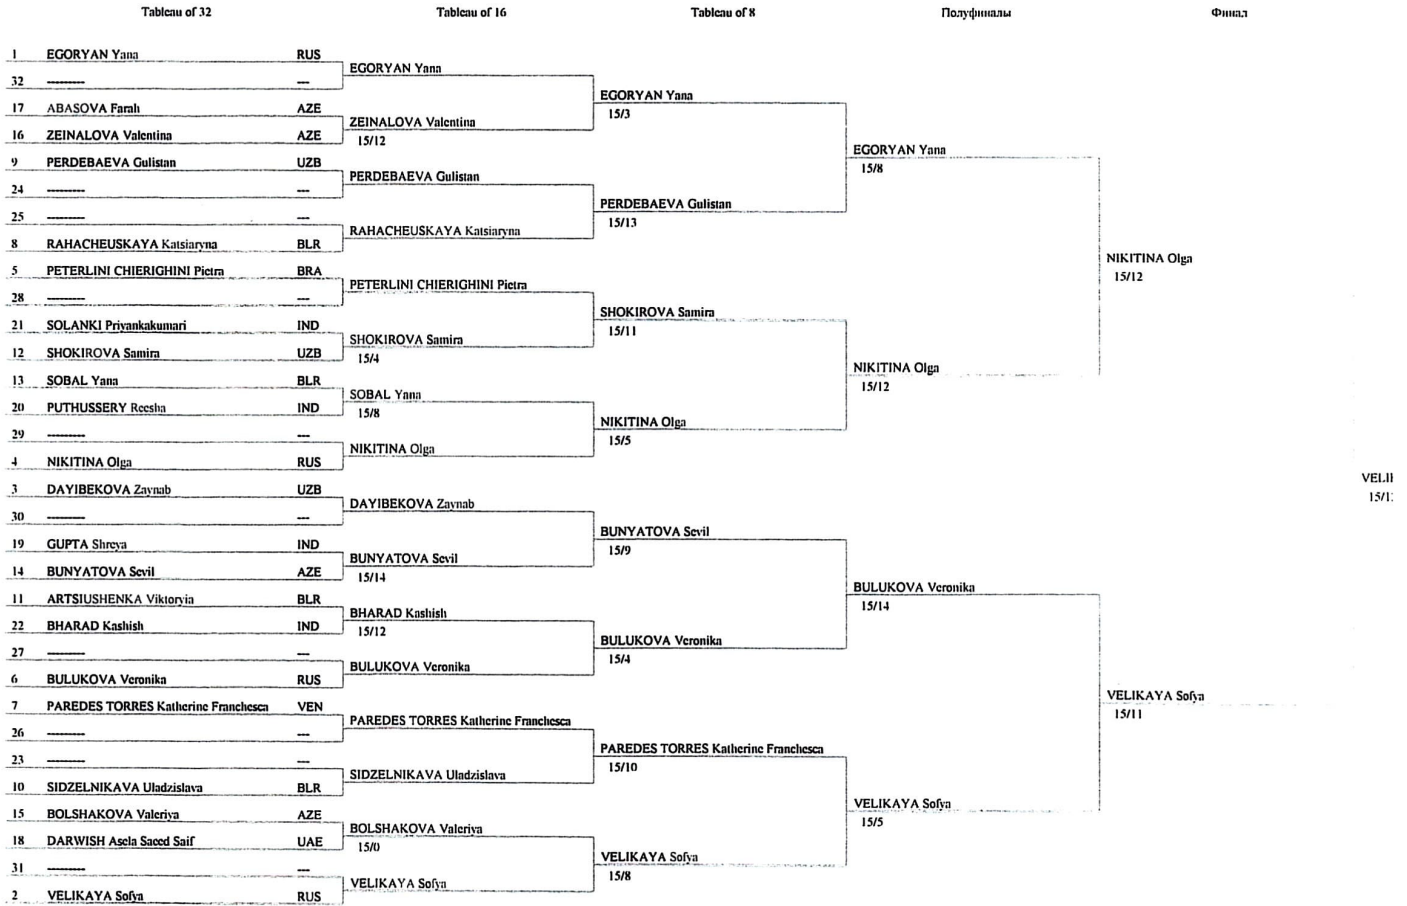 Tableau of 32 Tableau of 16 Tableau of 8 Полуфиналы Финал
1 EGORYAN Yana RUS
EGORYAN Yana
32 --------- ---
EGORYAN Yana
15/3
17 ABASOVA Farah AZE
ZEINALOVA Valentina
15/12
16 ZEINALOVA Valentina AZE
EGORYAN Yana
15/8
9 PERDEBAEVA Gulistan UZB
PERDEBAEVA Gulistan
24 --------- ---
PERDEBAEVA Gulistan
15/13
25 --------- ---
RAHACHEUSKAYA Katsiaryna
8 RAHACHEUSKAYA Katsiaryna BLR
NIKITINA Olga
15/12
5 PETERLINI CHIERIGHINI Pietra BRA
PETERLINI CHIERIGHINI Pietra
28 --------- ---
SHOKIROVA Samira
15/11
21 SOLANKI Priyankakumari IND
SHOKIROVA Samira
15/4
12 SHOKIROVA Samira UZB
NIKITINA Olga
15/12
13 SOBAL Yana BLR
SOBAL Yana
15/8
20 PUTHUSSERY Reesha IND
NIKITINA Olga
15/5
29 --------- ---
NIKITINA Olga
4 NIKITINA Olga RUS
VELI
15/1
3 DAYIBEKOVA Zaynab UZB
DAYIBEKOVA Zaynab
30 --------- ---
BUNYATOVA Sevil
15/9
19 GUPTA Shreya IND
BUNYATOVA Sevil
15/14
14 BUNYATOVA Sevil AZE
BULUKOVA Veronika
15/14
11 ARTSIUSHENKA Viktoryia BLR
BHARAD Kashish
15/12
22 BHARAD Kashish IND
BULUKOVA Veronika
15/4
27 --------- ---
BULUKOVA Veronika
6 BULUKOVA Veronika RUS
VELIKAYA Sofya
15/11
7 PAREDES TORRES Katherine Franchesca VEN
PAREDES TORRES Katherine Franchesca
26 --------- ---
PAREDES TORRES Katherine Franchesca
15/10
23 --------- ---
SIDZELNIKAVA Uladzislava
10 SIDZELNIKAVA Uladzislava BLR
VELIKAYA Sofya
15/5
15 BOLSHAKOVA Valeriya AZE
BOLSHAKOVA Valeriya
15/0
18 DARWISH Asela Saeed Saif UAE
VELIKAYA Sofya
15/8
31 --------- ---
VELIKAYA Sofya
2 VELIKAYA Sofya RUS